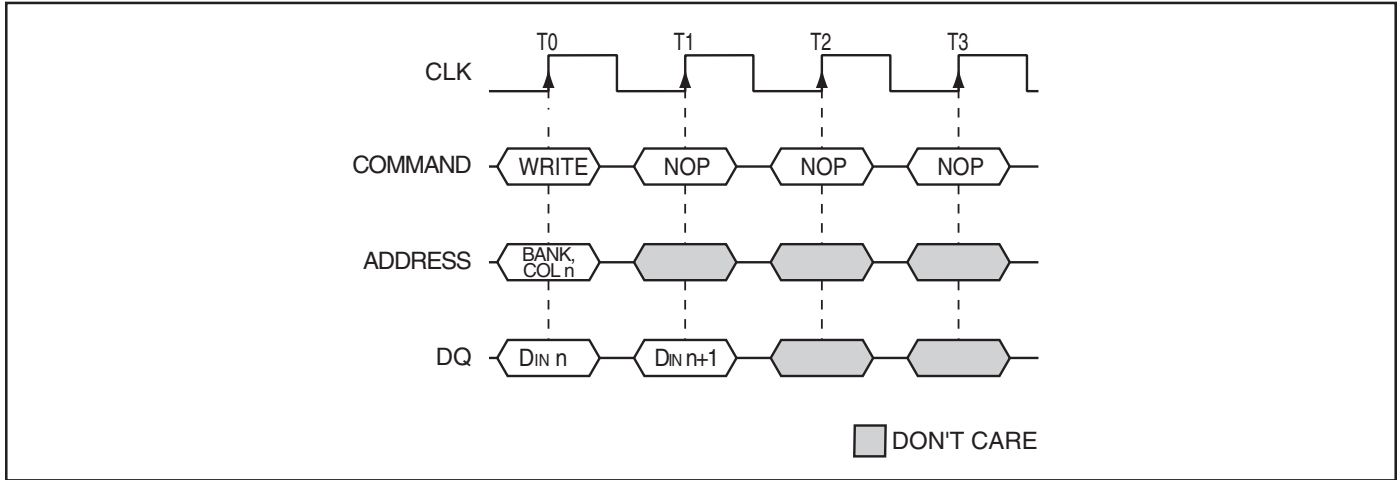 T0 T1 T2 T3
CLK
COMMAND WRITE NOP NOP NOP
ADDRESS BANK,
COL n
DQ DIN n DIN n+1
DON'T CARE